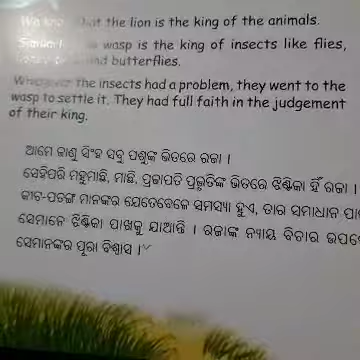 We know that the lion is the king of the animals.
wasp is the king of insects like flies,
and butterflies.
Whenever the insects had a problem, they went to the
wasp to settle it. They had full faith in the judgement
of their king.
ଆମେ ଜାଣୁ ସିଂହ ସବୁ ପଶୁଙ୍କ ଭିତରେ ରଜା ।
ସେହିପରି ମହୁମାଛି, ମାଛି, ପ୍ରଜାପତି ପ୍ରଭୃତିଙ୍କ ଭିତରେ ଝିଣ୍ଟିକା ହିଁ ରଜା ।
କୀଟ-ପତଙ୍ଗ ମାନଙ୍କର ଯେତେବେଳେ ସମସ୍ୟା ହୁଏ, ତାର ସମାଧାନ
ସେମାନେ ଝିଣ୍ଟିକା ପାଖକୁ ଯାଆନ୍ତି । ରଜାଙ୍କ ନ୍ୟାୟ ବିଚାର
ସେମାନଙ୍କର ପୂରା ବିଶ୍ୱାସ ।